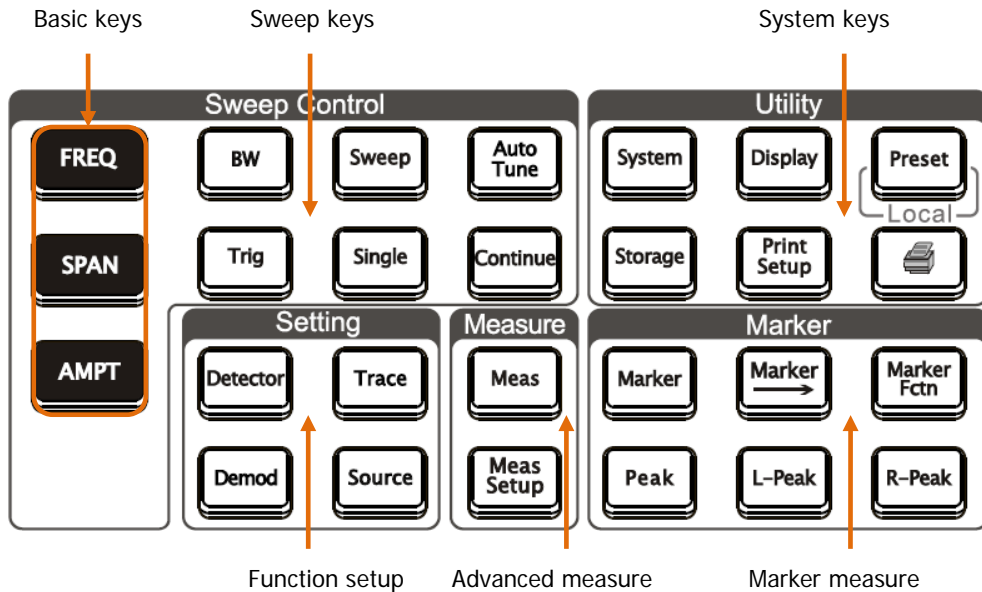 Basic keys
Sweep keys
System keys
Sweep Control
Utility
FREQ
BW
Sweep
Auto
Tune
System
Display
Preset
Local
SPAN
Trig
Single
Continue
Storage
Print
Setup
Setting
Measure
Marker
AMPT
Detector
Trace
Meas
Marker
Marker
Marker
Fctn
Demod
Source
Meas
Setup
Peak
L-Peak
R-Peak
Function setup
Advanced measure
Marker measure